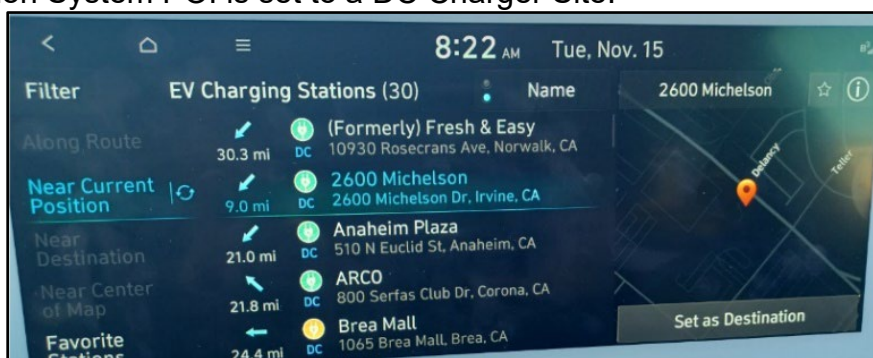 on System POI is set to a DC Charger Site.
8:22 AM Tue, Nov. 15
Filter
EV Charging Stations (30)
Name
2600 Michelson
Along Route
Near Current
Position
Near
Destination
Near Center
of Map
Favorite
Stations
30.3 mi
DC
(Formerly) Fresh & Easy
10930 Rosecrans Ave, Norwalk, CA
9.0 mi
DC
2600 Michelson
2600 Michelson Dr, Irvine, CA
21.0 mi
DC
Anaheim Plaza
510 N Euclid St, Anaheim, CA
21.8 mi
DC
ARCO
800 Serfas Club Dr, Corona, CA
24.4 mi
DC
Brea Mall
1065 Brea Mall, Brea, CA
Delancy
Teller
Set as Destination